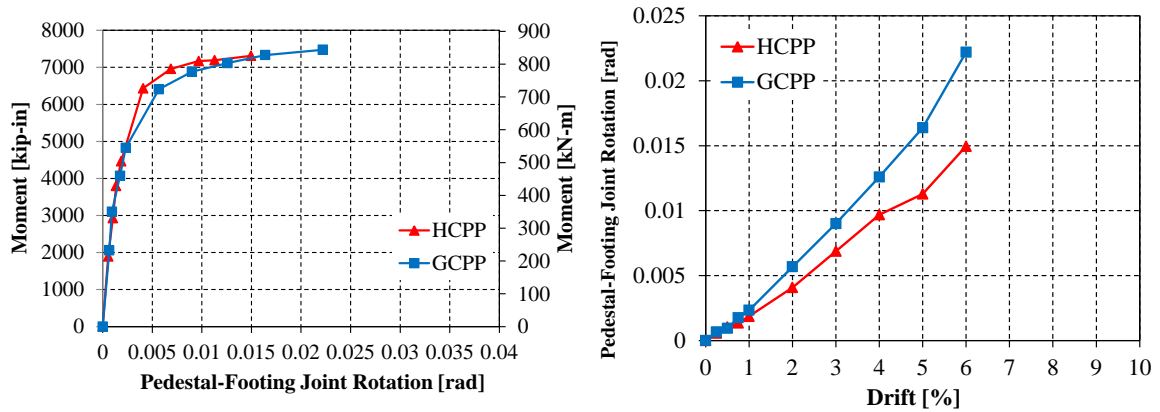 8000
7000
6000
5000
4000
3000
2000
1000
0
Moment [kip-in]
900
800
700
600
500
400
300
200
100
0
Moment [kN-m]
HCPP
GCPP
0 0.005 0.01 0.015 0.02 0.025 0.03 0.035 0.04
Pedestal-Footing Joint Rotation [rad]
0.025
0.02
0.015
0.01
0.005
0
Pedestal-Footing Joint Rotation [rad]
HCPP
GCPP
0 1 2 3 4 5 6 7 8 9 10
Drift [%]